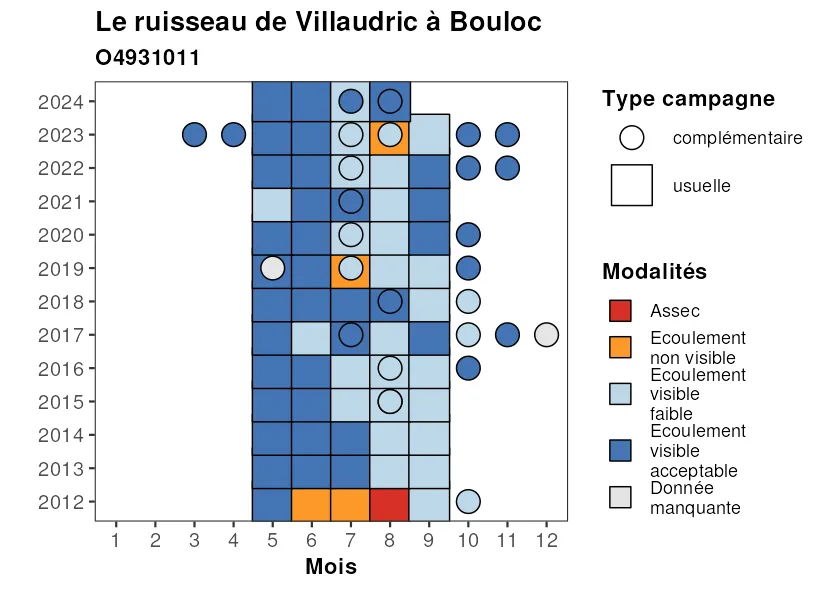 Le ruisseau de Villaudric à Bouloc
O4931011
2024
2023
2022
2021
2020
2019
2018
2017
2016
2015
2014
2013
2012
1 2 3 4 5 6 7 8 9 10 11 12
Mois
Type campagne
complémentaire
usuelle
Modalités
Assec
Ecoulement
non visible
Ecoulement
visible
faible
Ecoulement
visible
acceptable
Donnée
manquante